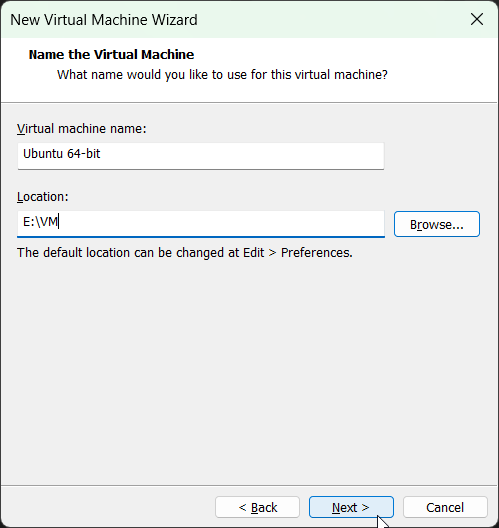 New Virtual Machine Wizard
Name the Virtual Machine
What name would you like to use for this virtual machine?
Virtual machine name:
Ubuntu 64-bit
Location:
E:\VM
Browse...
The default location can be changed at Edit > Preferences.
< Back
Next >
Cancel